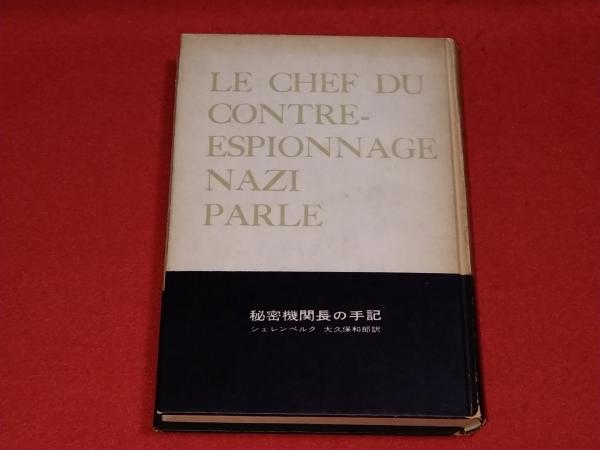 LE CHEF DU
CONTRE-
ESPIONNAGE
NAZI
PARLE
秘密機関長の手記
シェレンベルク 大久保和郎訳